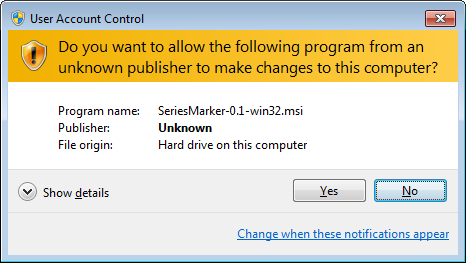 User Account Control
Do you want to allow the following program from an
unknown publisher to make changes to this computer?
Program name: SeriesMarker-0.1-win32.msi
Publisher: Unknown
File origin: Hard drive on this computer
Show details
Yes
No
Change when these notifications appear